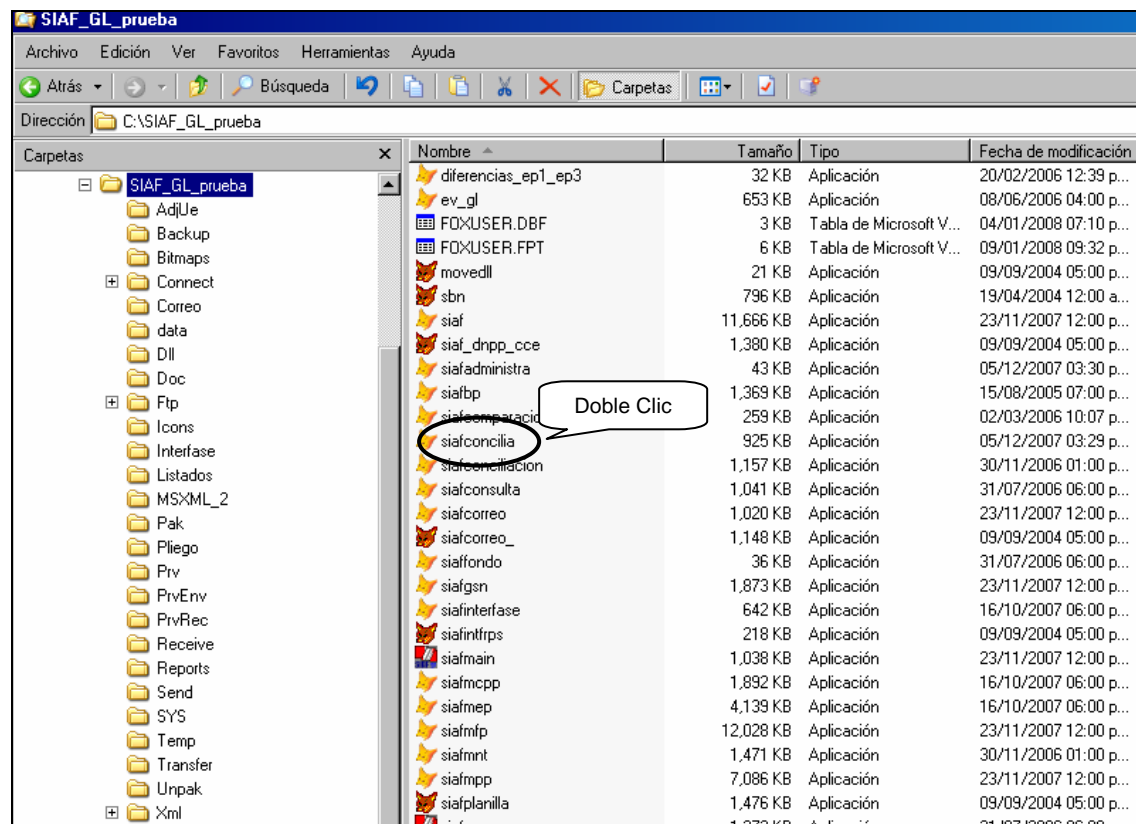 SIAF_GL_prueba
Archivo Edición Ver Favoritos Herramientas Ayuda
Atrás Búsqueda Carpetas
Dirección C:\SIAF_GL_prueba
Carpetas
SIAF_GL_prueba
AdjUe
Backup
Bitmaps
Connect
Correo
data
Dll
Doc
Ftp
Icons
Interfase
Listados
MSXML_2
Pak
Pliego
Prv
PrvEnv
PrvRec
Receive
Reports
Send
SYS
Temp
Transfer
Unpak
Xml
Nombre Tamaño Tipo Fecha de modificación
diferencias_ep1_ep3 32 KB Aplicación 20/02/2006 12:39 p...
ev_gl 653 KB Aplicación 08/06/2006 04:00 p...
FOXUSER.DBF 3 KB Tabla de Microsoft V... 04/01/2008 07:10 p...
FOXUSER.FPT 6 KB Tabla de Microsoft V... 09/01/2008 09:32 p...
movedll 21 KB Aplicación 09/09/2004 05:00 p...
sbn 796 KB Aplicación 19/04/2004 12:00 a...
siaf 11,666 KB Aplicación 23/11/2007 12:00 p...
siaf_dnpp_cce 1,380 KB Aplicación 09/09/2004 05:00 p...
siafadministra 43 KB Aplicación 05/12/2007 03:30 p...
siafbp 1,369 KB Aplicación 15/08/2005 07:00 p...
siafcomparacio 259 KB Aplicación 02/03/2006 10:07 p...
Doble Clic
siafconcilia 925 KB Aplicación 05/12/2007 03:29 p...
siafconciliacion 1,157 KB Aplicación 30/11/2006 01:00 p...
siafconsulta 1,041 KB Aplicación 31/07/2006 06:00 p...
siafcorreo 1,020 KB Aplicación 23/11/2007 12:00 p...
siafcorreo_ 1,148 KB Aplicación 09/09/2004 05:00 p...
siaffondo 36 KB Aplicación 31/07/2006 06:00 p...
siafgsn 1,873 KB Aplicación 23/11/2007 12:00 p...
siafinterfase 642 KB Aplicación 16/10/2007 06:00 p...
siafintfrps 218 KB Aplicación 09/09/2004 05:00 p...
siafmain 1,038 KB Aplicación 23/11/2007 12:00 p...
siafmcpp 1,892 KB Aplicación 16/10/2007 06:00 p...
siafmep 4,139 KB Aplicación 16/10/2007 06:00 p...
siafmfp 12,028 KB Aplicación 23/11/2007 12:00 p...
siafmnt 1,471 KB Aplicación 30/11/2006 01:00 p...
siafmpp 7,086 KB Aplicación 23/11/2007 12:00 p...
siafplanilla 1,476 KB Aplicación 09/09/2004 05:00 p...